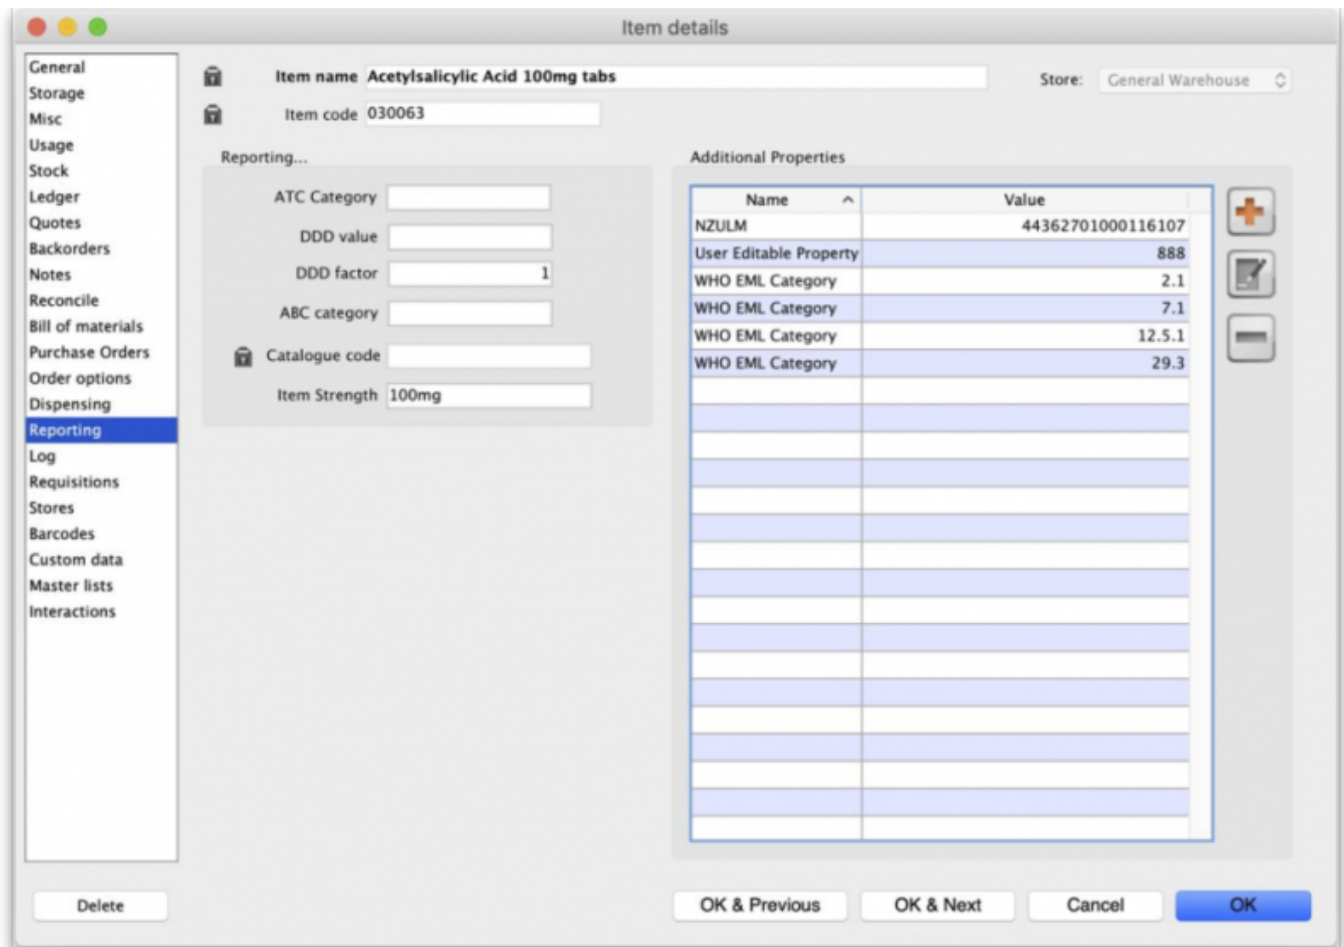 Item details
General
Storage
Misc
Usage
Stock
Ledger
Quotes
Backorders
Notes
Reconcile
Bill of materials
Purchase Orders
Order options
Dispensing
Reporting
Log
Requisitions
Stores
Barcodes
Custom data
Master lists
Interactions
Delete
Item name Acetylsalicylic Acid 100mg tabs
Store: General Warehouse
Item code 030063
Reporting...
ATC Category
DDD value
DDD factor 1
ABC category
Catalogue code
Item Strength 100mg
Additional Properties
Name Value
NZULM 44362701000116107
User Editable Property 888
WHO EML Category 2.1
WHO EML Category 7.1
WHO EML Category 12.5.1
WHO EML Category 29.3
OK & Previous OK & Next Cancel OK